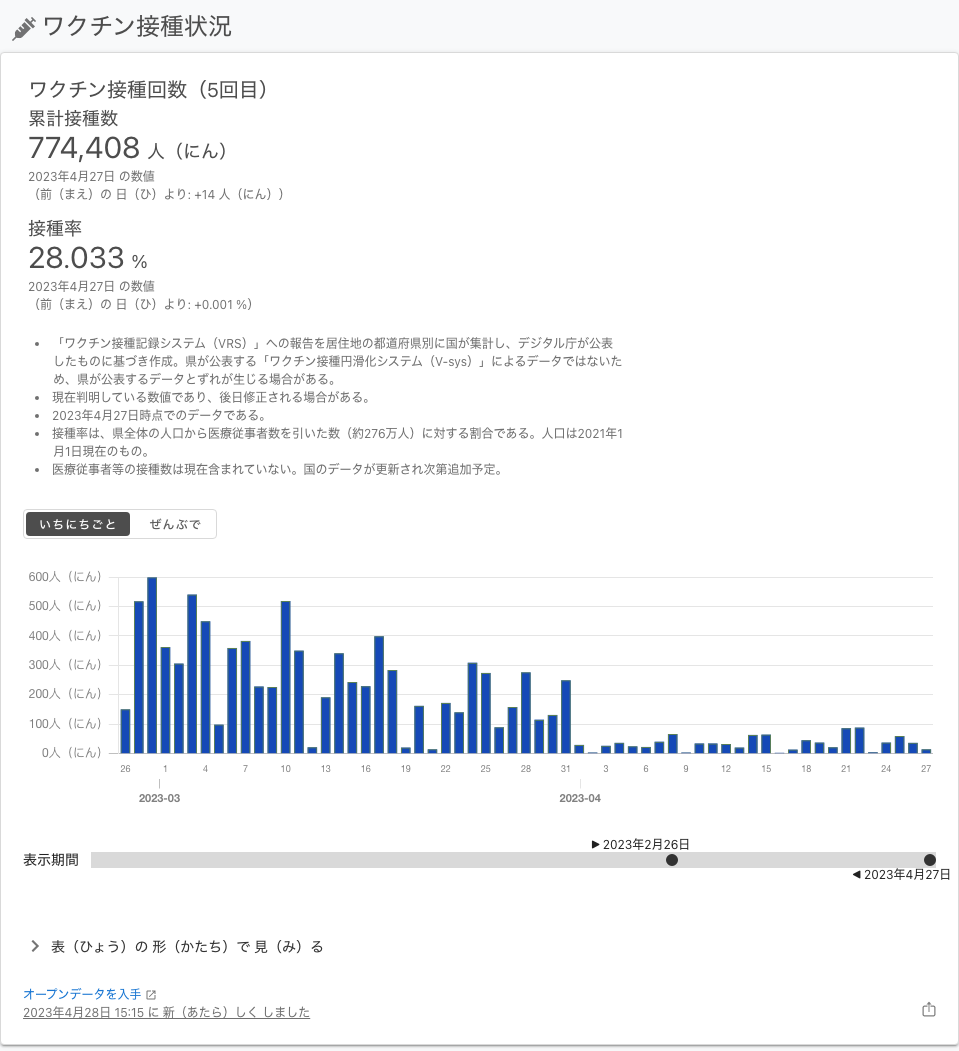 ワクチン接種状況
ワクチン接種回数（5回目）
累計接種数
774,408 人（にん）
2023年4月27日 の数値
（前（まえ）の 日（ひ）より: +14 人（にん））
接種率
28.033 %
2023年4月27日 の数値
（前（まえ）の 日（ひ）より: +0.001 %）
• 「ワクチン接種記録システム（VRS）」への報告を居住地の都道府県別に国が集計し、デジタル庁が公表
したものに基づき作成。県が公表する「ワクチン接種円滑化システム（V-sys）」によるデータではないた
め、県が公表するデータとずれが生じる場合がある。
• 現在判明している数値であり、後日修正される場合がある。
• 2023年4月27日時点でのデータである。
• 接種率は、県全体の人口から医療従事者数を引いた数（約276万人）に対する割合である。人口は2021年1
月1日現在のもの。
• 医療従事者等の接種数は現在含まれていない。国のデータが更新され次第追加予定。
いちにちごと ぜんぶで
600人（にん）
500人（にん）
400人（にん）
300人（にん）
200人（にん）
100人（にん）
0人（にん）
26 1 4 7 10 13 16 19 22 25 28 31 3 6 9 12 15 18 21 24 27
2023-03 2023-04
▶ 2023年2月26日
表示期間
◀ 2023年4月27日
表（ひょう）の 形（かたち）で 見（み）る
オープンデータを入手
2023年4月28日 15:15 に 新（あたら）しく しました